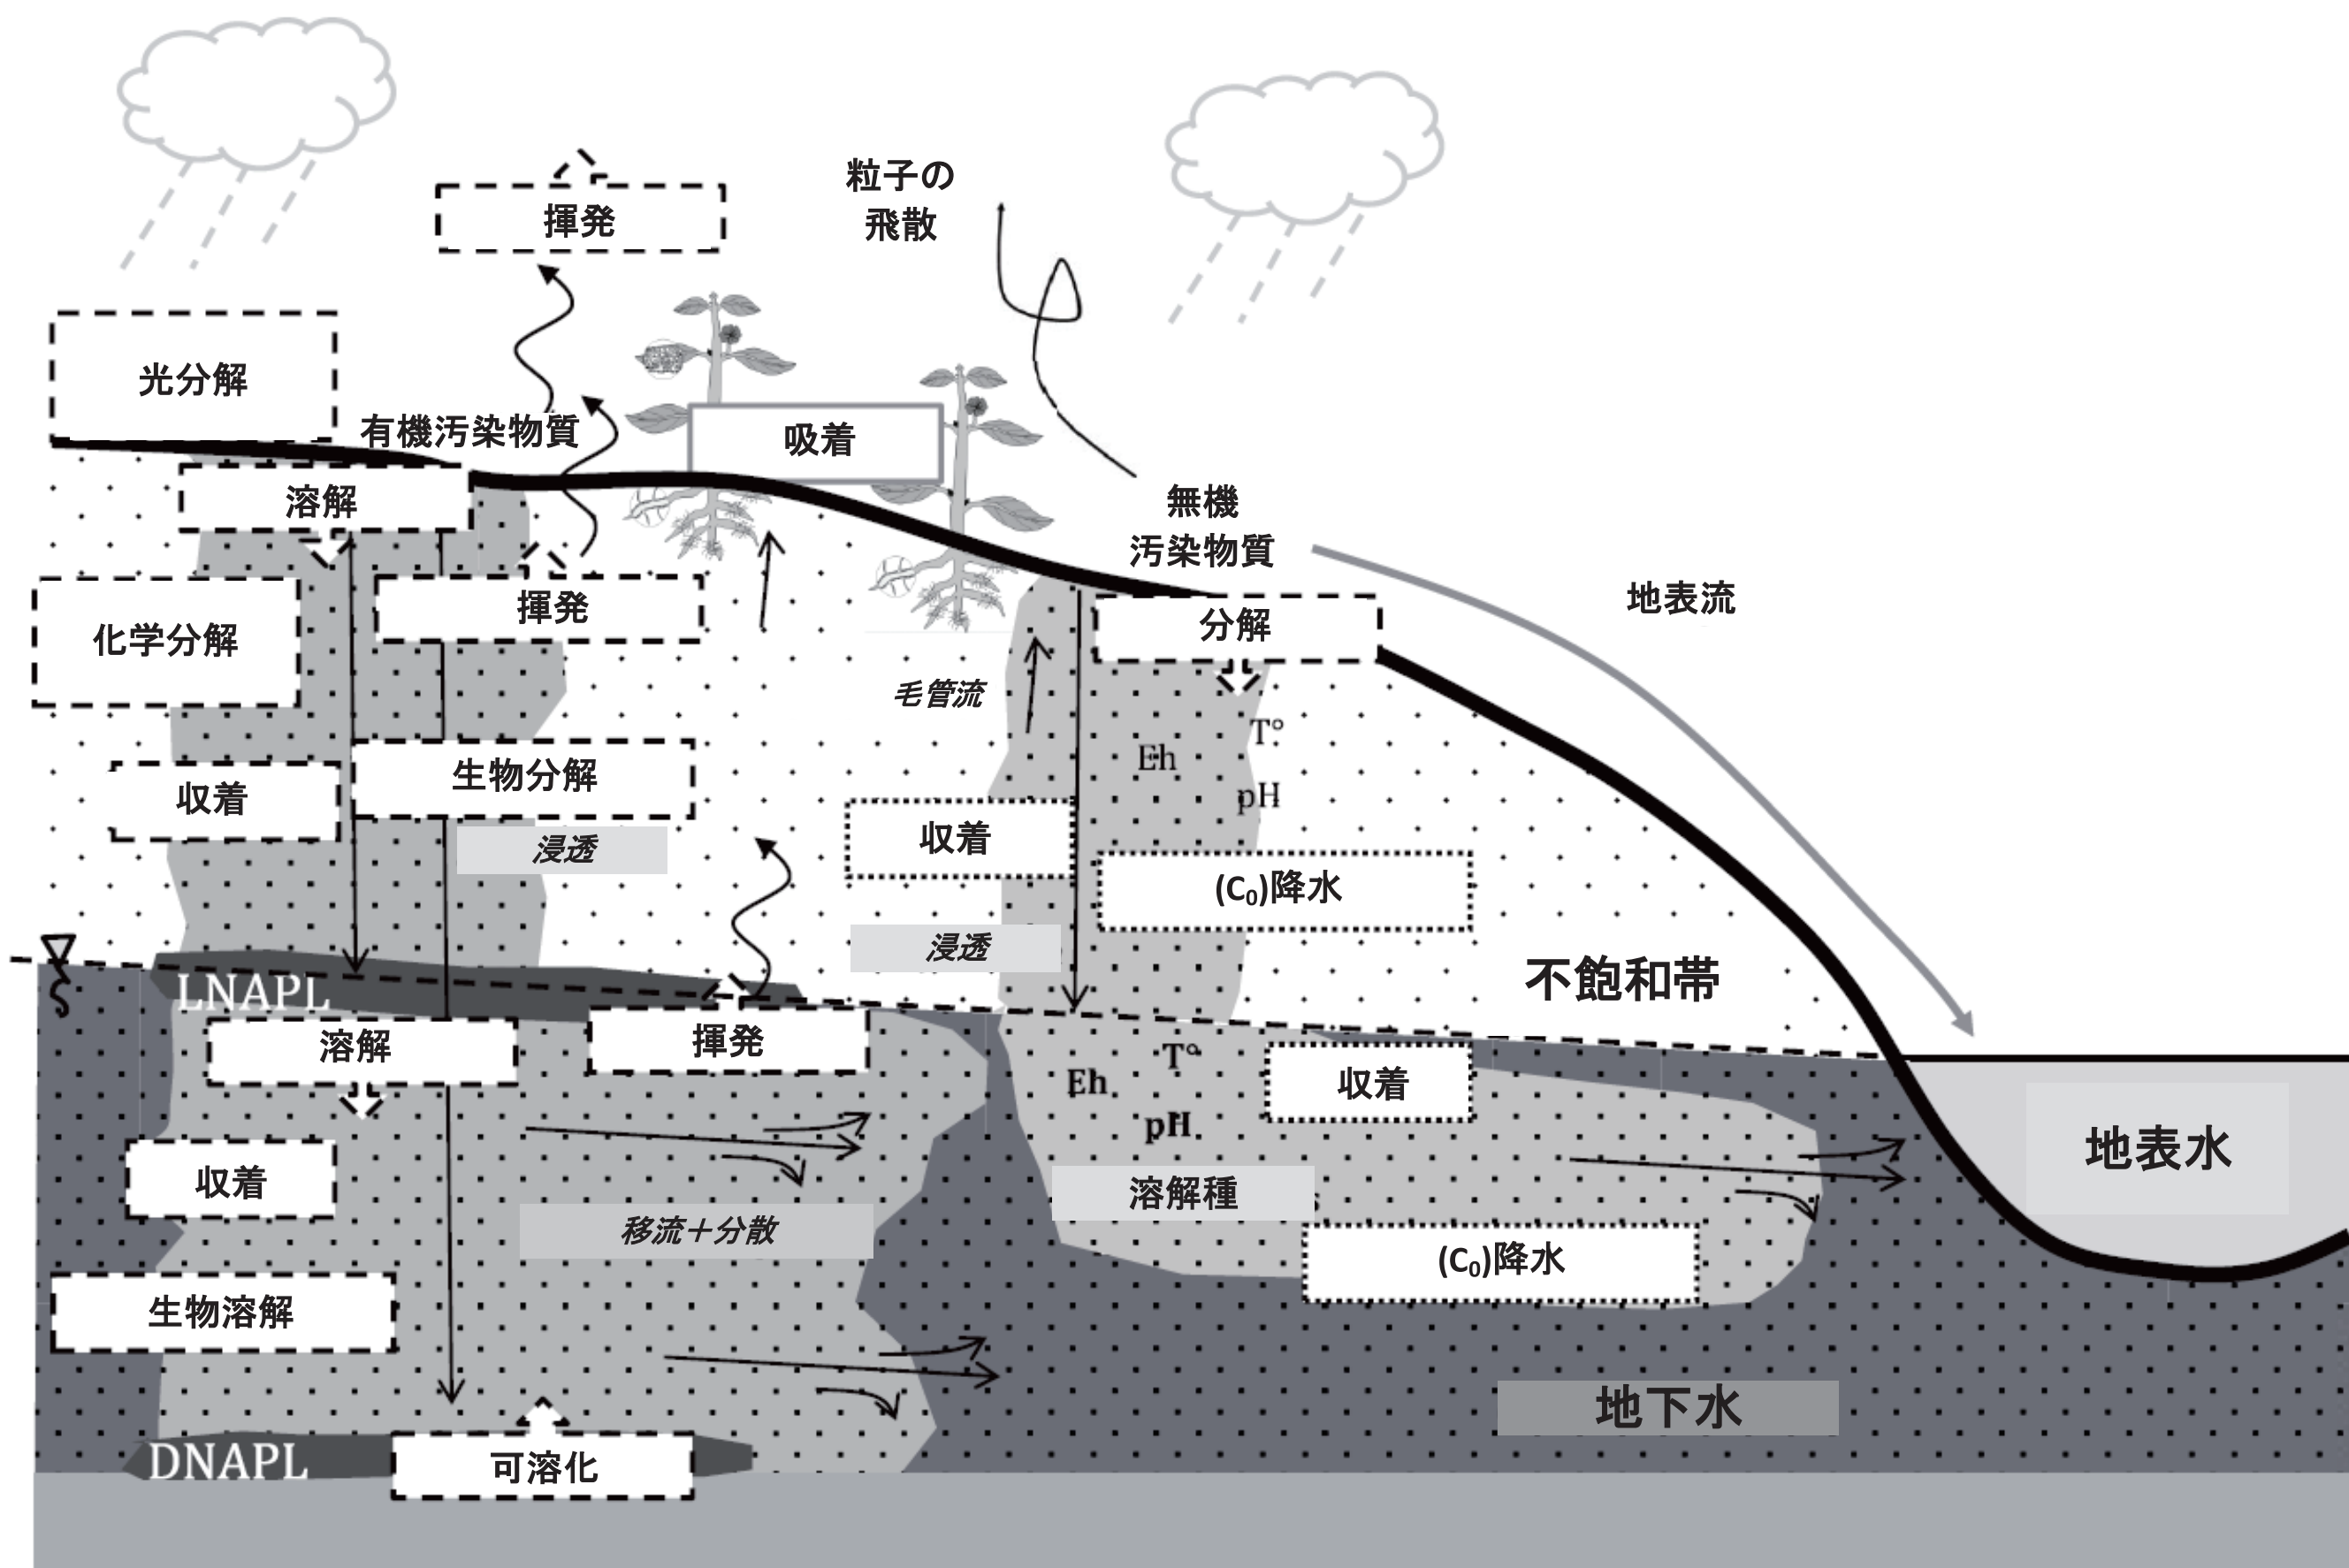 粒子の
飛散
揮発
光分解
有機汚染物質
吸着
溶解
無機
汚染物質
地表流
揮発
分解
化学分解
毛管流
T°
Eh
pH
生物分解
収着
浸透
収着
(C₀)降水
浸透
不飽和帯
LNAPL
溶解
揮発
T°
Eh
pH
収着
地表水
収着
溶解種
移流＋分散
(C₀)降水
生物溶解
地下水
DNAPL
可溶化